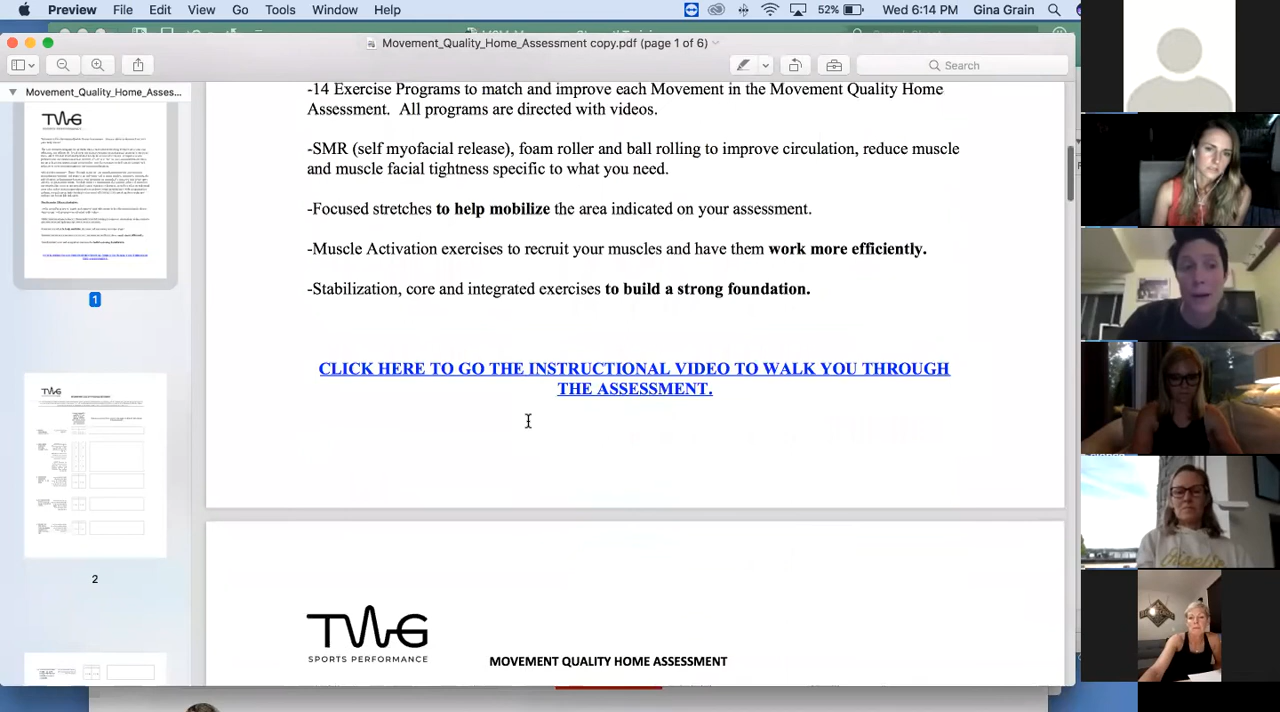 Preview File Edit View Go Tools Window Help
52% Wed 6:14 PM Gina Grain
Movement_Quality_Home_Assessment copy.pdf (page 1 of 6)
Search
Movement_Quality_Home_Asses...
1
2
-14 Exercise Programs to match and improve each Movement in the Movement Quality Home
Assessment. All programs are directed with videos.
-SMR (self myofacial release), foam roller and ball rolling to improve circulation, reduce muscle
and muscle facial tightness specific to what you need.
-Focused stretches to help mobilize the area indicated on your assessment.
-Muscle Activation exercises to recruit your muscles and have them work more efficiently.
-Stabilization, core and integrated exercises to build a strong foundation.
CLICK HERE TO GO THE INSTRUCTIONAL VIDEO TO WALK YOU THROUGH
THE ASSESSMENT.
TWG
SPORTS PERFORMANCE
MOVEMENT QUALITY HOME ASSESSMENT